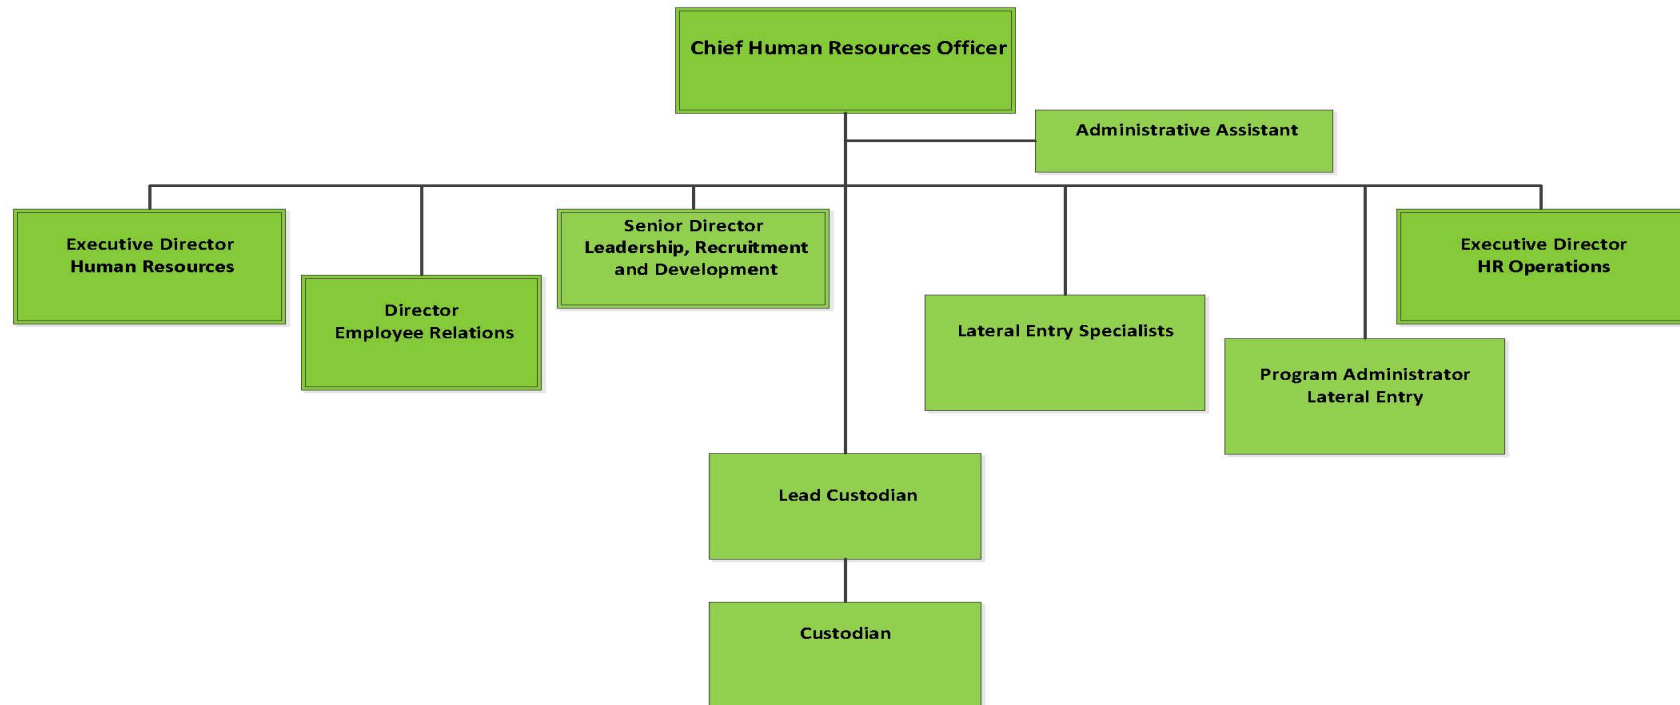 Chief Human Resources Officer
Administrative Assistant
Executive Director
Human Resources
Director
Employee Relations
Senior Director
Leadership, Recruitment
and Development
Lateral Entry Specialists
Program Administrator
Lateral Entry
Executive Director
HR Operations
Lead Custodian
Custodian